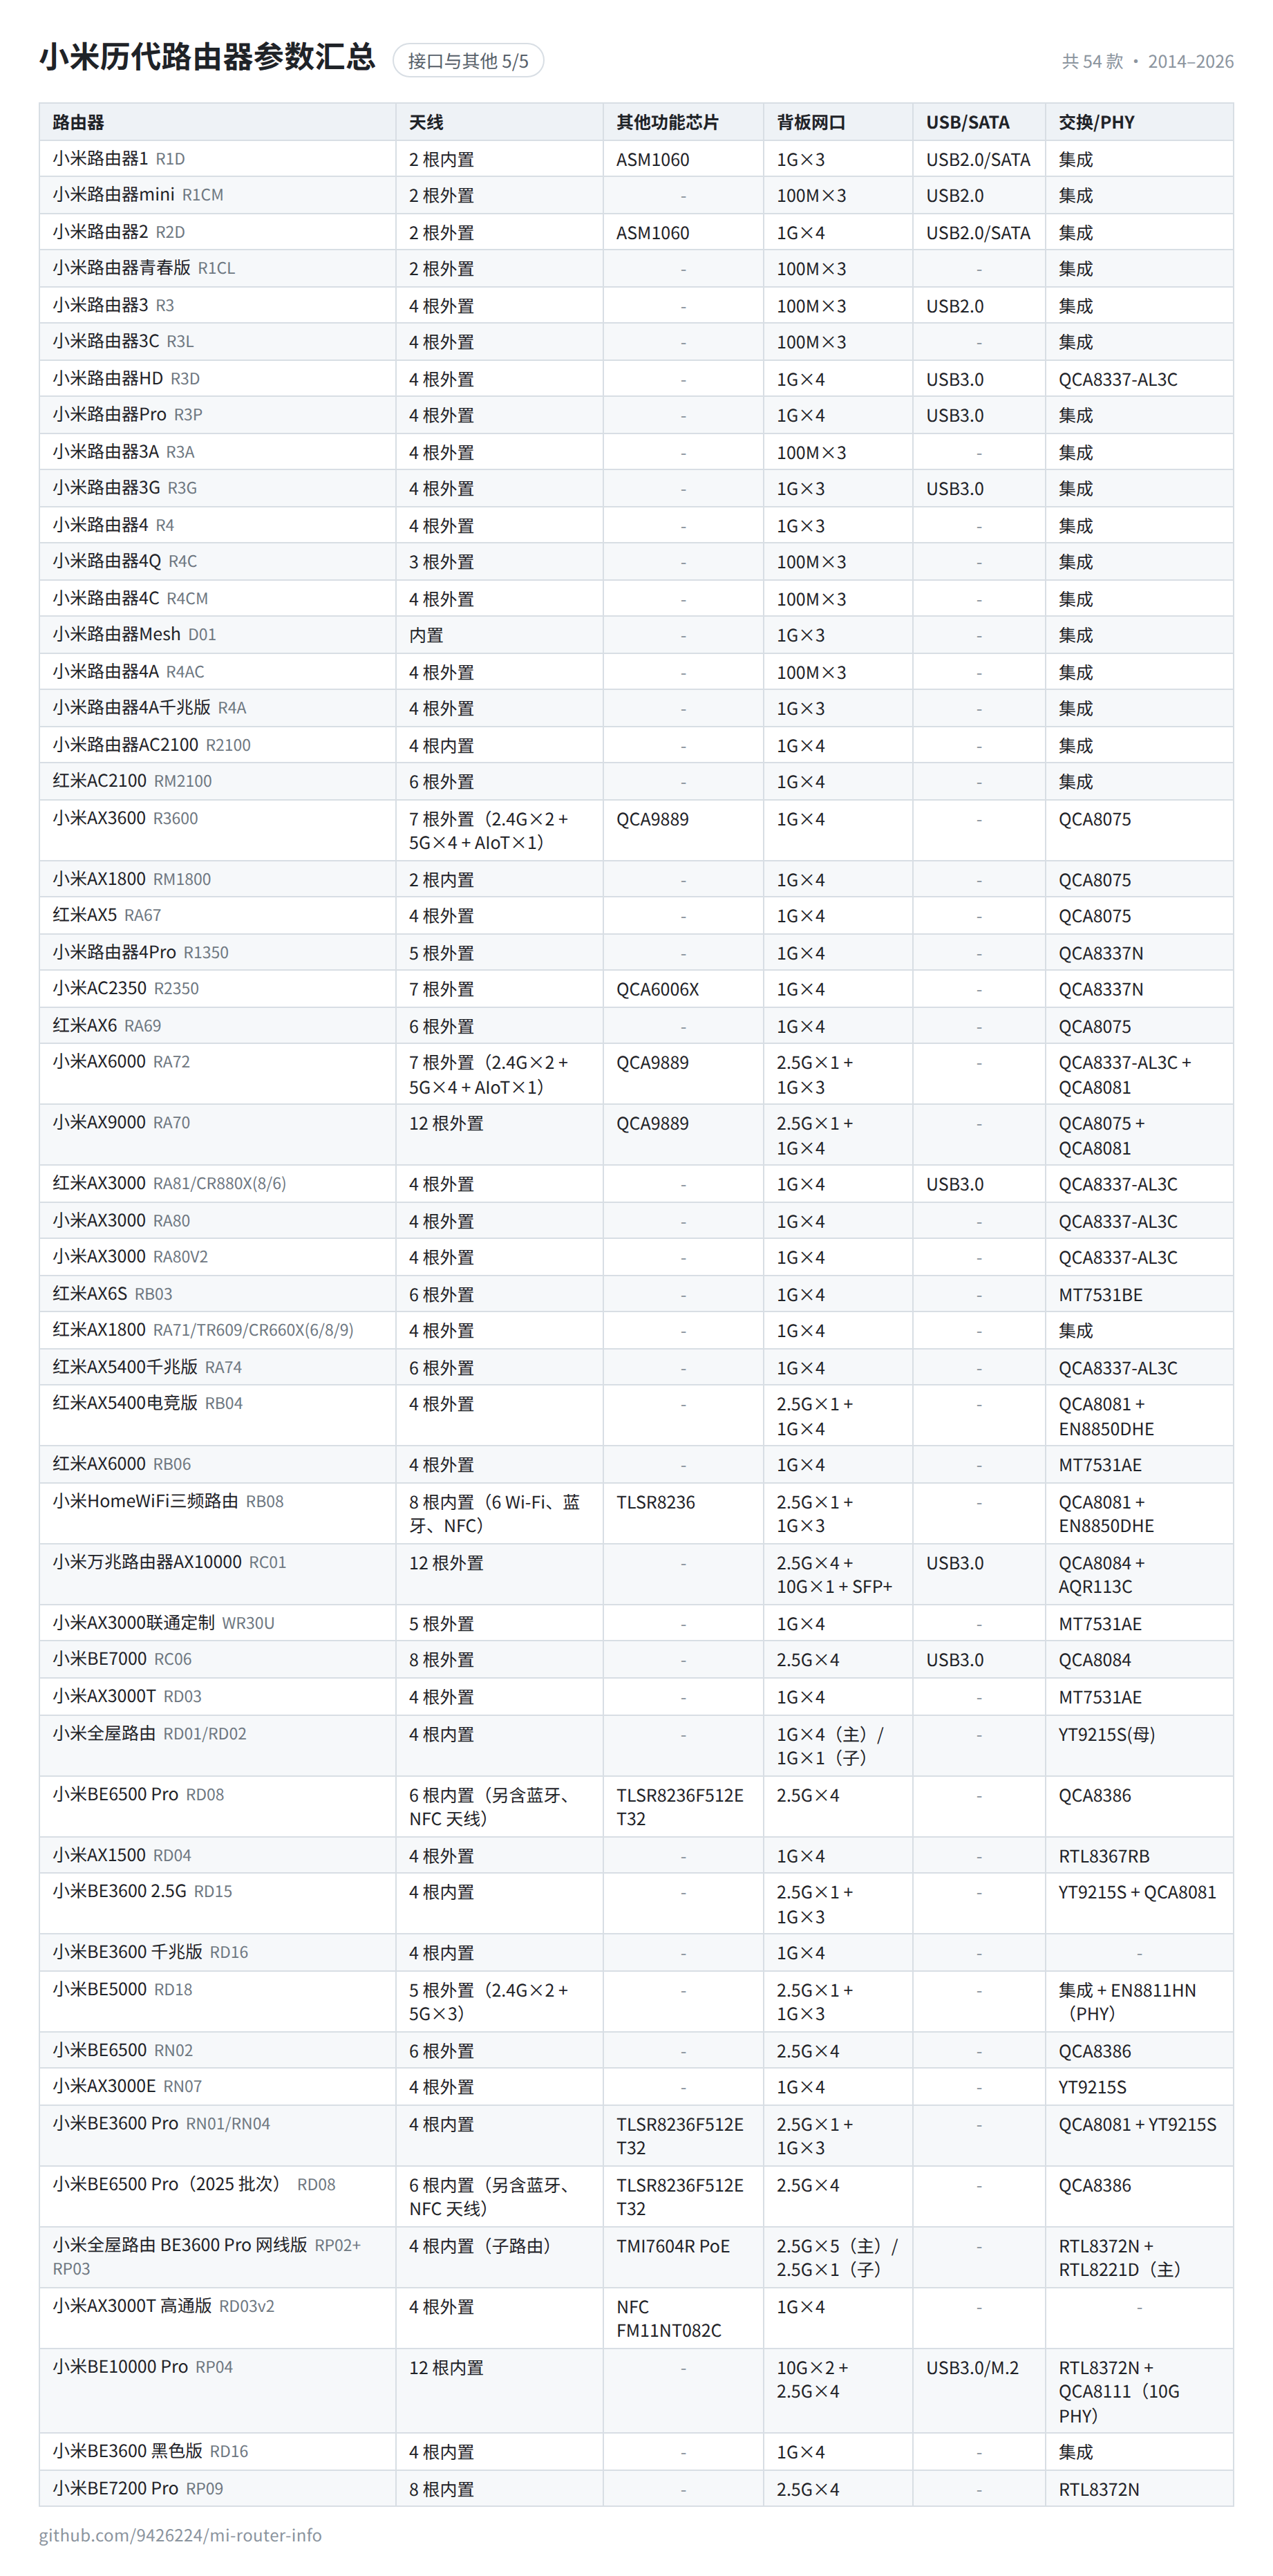 小米历代路由器参数汇总 接口与其他 5/5 共 54 款 · 2014–2026
路由器 天线 其他功能芯片 背板网口 USB/SATA 交换/PHY
小米路由器1 R1D 2 根内置 ASM1060 1G×3 USB2.0/SATA 集成
小米路由器mini R1CM 2 根外置 - 100M×3 USB2.0 集成
小米路由器2 R2D 2 根外置 ASM1060 1G×4 USB2.0/SATA 集成
小米路由器青春版 R1CL 2 根外置 - 100M×3 - 集成
小米路由器3 R3 4 根外置 - 100M×3 USB2.0 集成
小米路由器3C R3L 4 根外置 - 100M×3 - 集成
小米路由器HD R3D 4 根外置 - 1G×4 USB3.0 QCA8337-AL3C
小米路由器Pro R3P 4 根外置 - 1G×4 USB3.0 集成
小米路由器3A R3A 4 根外置 - 100M×3 - 集成
小米路由器3G R3G 4 根外置 - 1G×3 USB3.0 集成
小米路由器4 R4 4 根外置 - 1G×3 - 集成
小米路由器4Q R4C 3 根外置 - 100M×3 - 集成
小米路由器4C R4CM 4 根外置 - 100M×3 - 集成
小米路由器Mesh D01 内置 - 1G×3 - 集成
小米路由器4A R4AC 4 根外置 - 100M×3 - 集成
小米路由器4A千兆版 R4A 4 根外置 - 1G×3 - 集成
小米路由器AC2100 R2100 4 根内置 - 1G×4 - 集成
红米AC2100 RM2100 6 根外置 - 1G×4 - 集成
小米AX3600 R3600 7 根外置（2.4G×2 + QCA9889 1G×4 - QCA8075
5G×4 + AIoT×1）
小米AX1800 RM1800 2 根内置 - 1G×4 - QCA8075
红米AX5 RA67 4 根外置 - 1G×4 - QCA8075
小米路由器4Pro R1350 5 根外置 - 1G×4 - QCA8337N
小米AC2350 R2350 7 根外置 QCA6006X 1G×4 - QCA8337N
红米AX6 RA69 6 根外置 - 1G×4 - QCA8075
小米AX6000 RA72 7 根外置（2.4G×2 + QCA9889 2.5G×1 + - QCA8337-AL3C +
5G×4 + AIoT×1） 1G×3 QCA8081
小米AX9000 RA70 12 根外置 QCA9889 2.5G×1 + - QCA8075 +
1G×4 QCA8081
红米AX3000 RA81/CR880X(8/6) 4 根外置 - 1G×4 USB3.0 QCA8337-AL3C
小米AX3000 RA80 4 根外置 - 1G×4 - QCA8337-AL3C
小米AX3000 RA80V2 4 根外置 - 1G×4 - QCA8337-AL3C
红米AX6S RB03 6 根外置 - 1G×4 - MT7531BE
红米AX1800 RA71/TR609/CR660X(6/8/9) 4 根外置 - 1G×4 - 集成
红米AX5400千兆版 RA74 6 根外置 - 1G×4 - QCA8337-AL3C
红米AX5400电竞版 RB04 4 根外置 - 2.5G×1 + - QCA8081 +
1G×4 EN8850DHE
红米AX6000 RB06 4 根外置 - 1G×4 - MT7531AE
小米HomeWiFi三频路由 RB08 8 根内置（6 Wi-Fi、蓝 TLSR8236 2.5G×1 + - QCA8081 +
牙、NFC） 1G×3 EN8850DHE
小米万兆路由器AX10000 RC01 12 根外置 - 2.5G×4 + USB3.0 QCA8084 +
10G×1 + SFP+ AQR113C
小米AX3000联通定制 WR30U 5 根外置 - 1G×4 - MT7531AE
小米BE7000 RC06 8 根外置 - 2.5G×4 USB3.0 QCA8084
小米AX3000T RD03 4 根外置 - 1G×4 - MT7531AE
小米全屋路由 RD01/RD02 4 根内置 - 1G×4（主）/ - YT9215S(母)
1G×1（子）
小米BE6500 Pro RD08 6 根内置（另含蓝牙、 TLSR8236F512E 2.5G×4 - QCA8386
NFC 天线） T32
小米AX1500 RD04 4 根外置 - 1G×4 - RTL8367RB
小米BE3600 2.5G RD15 4 根内置 - 2.5G×1 + - YT9215S + QCA8081
1G×3
小米BE3600 千兆版 RD16 4 根内置 - 1G×4 - -
小米BE5000 RD18 5 根外置（2.4G×2 + - 2.5G×1 + - 集成 + EN8811HN
5G×3） 1G×3 （PHY）
小米BE6500 RN02 6 根外置 - 2.5G×4 - QCA8386
小米AX3000E RN07 4 根外置 - 1G×4 - YT9215S
小米BE3600 Pro RN01/RN04 4 根内置 TLSR8236F512E 2.5G×1 + - QCA8081 + YT9215S
T32 1G×3
小米BE6500 Pro（2025 批次） RD08 6 根内置（另含蓝牙、 TLSR8236F512E 2.5G×4 - QCA8386
NFC 天线） T32
小米全屋路由 BE3600 Pro 网线版 RP02+ 4 根内置（子路由） TMI7604R PoE 2.5G×5（主）/ - RTL8372N +
RP03 2.5G×1（子） RTL8221D（主）
小米AX3000T 高通版 RD03v2 4 根外置 NFC 1G×4 - -
FM11NT082C
小米BE10000 Pro RP04 12 根内置 - 10G×2 + USB3.0/M.2 RTL8372N +
2.5G×4 QCA8111（10G
PHY）
小米BE3600 黑色版 RD16 4 根内置 - 1G×4 - 集成
小米BE7200 Pro RP09 8 根内置 - 2.5G×4 - RTL8372N
github.com/9426224/mi-router-info